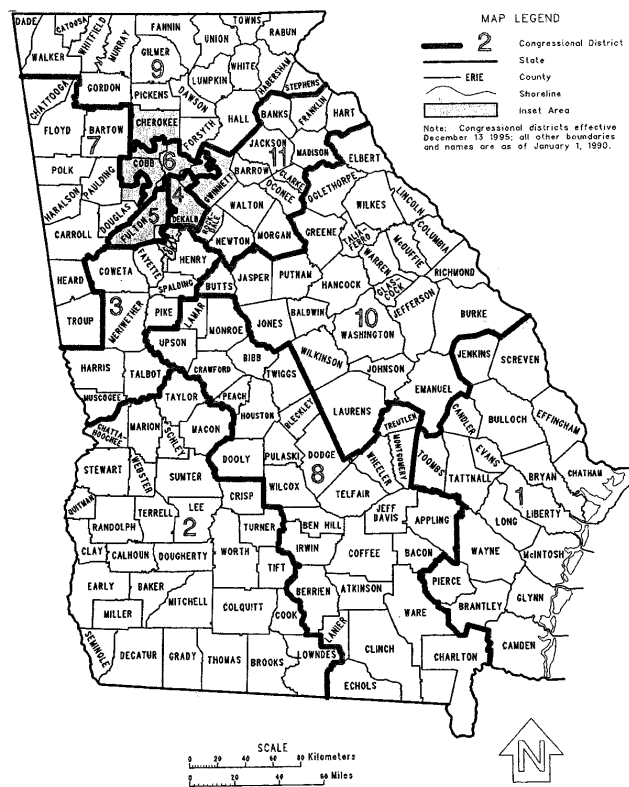 MAP LEGEND
2 Congressional District
State
ERIE County
Shoreline
Inset Area
Note: Congressional districts effective
December 13 1995; all other boundaries
and names are as of January 1, 1990.
DADE
CATOOSA
WHITFIELD
MURRAY
FANNIN
TOWNS
RABUN
UNION
WALKER
GILMER
9
WHITE
LUMPKIN
HABERSHAM
STEPHENS
CHATTOOGA
GORDON
PICKENS
DAWSON
BANKS
FRANKLIN
HART
FLOYD
BARTOW
7
CHEROKEE
FORSYTH
HALL
JACKSON
11
MADISON
ELBERT
COBB
6
BARROW
CLARKE
OCONEE
OGLETHORPE
POLK
PAULDING
HARALSON
DOUGLAS
4
GWINNETT
DEKALB
5
FULTON
WALTON
WILKES
LINCOLN
CARROLL
ROCKDALE
NEWTON
MORGAN
GREENE
TALIAFERRO
McDUFFIE
COLUMBIA
WARREN
RICHMOND
HEARD
COWETA
FAYETTE
HENRY
SPALDING
BUTTS
JASPER
PUTNAM
HANCOCK
GLASCOCK
JEFFERSON
BURKE
TROUP
3
MERIWETHER
PIKE
LAMAR
MONROE
JONES
BALDWIN
10
WASHINGTON
UPSON
JENKINS
SCREVEN
HARRIS
TALBOT
CRAWFORD
BIBB
TWIGGS
WILKINSON
JOHNSON
EMANUEL
MUSCOGEE
TAYLOR
PEACH
HOUSTON
BLECKLEY
LAURENS
TREUTLEN
CANDLER
BULLOCH
EFFINGHAM
CHATTAHOOCHEE
MARION
SCHLEY
MACON
DOOLY
PULASKI
DODGE
8
WHEELER
MONTGOMERY
TOOMBS
EVANS
TATTNALL
BRYAN
CHATHAM
STEWART
WEBSTER
SUMTER
CRISP
WILCOX
TELFAIR
1
LIBERTY
LONG
QUITMAN
RANDOLPH
TERRELL
LEE
2
TURNER
BEN HILL
JEFF
DAVIS
APPLING
WAYNE
McINTOSH
CLAY
CALHOUN
DOUGHERTY
WORTH
TIFT
IRWIN
COFFEE
BACON
PIERCE
EARLY
BAKER
MITCHELL
COLQUITT
COOK
BERRIEN
ATKINSON
WARE
BRANTLEY
GLYNN
MILLER
LANIER
CLINCH
CAMDEN
SEMINOLE
DECATUR
GRADY
THOMAS
BROOKS
LOWNDES
ECHOLS
CHARLTON
SCALE
0 20 40 80 Kilometers
0 20 60 Miles
N